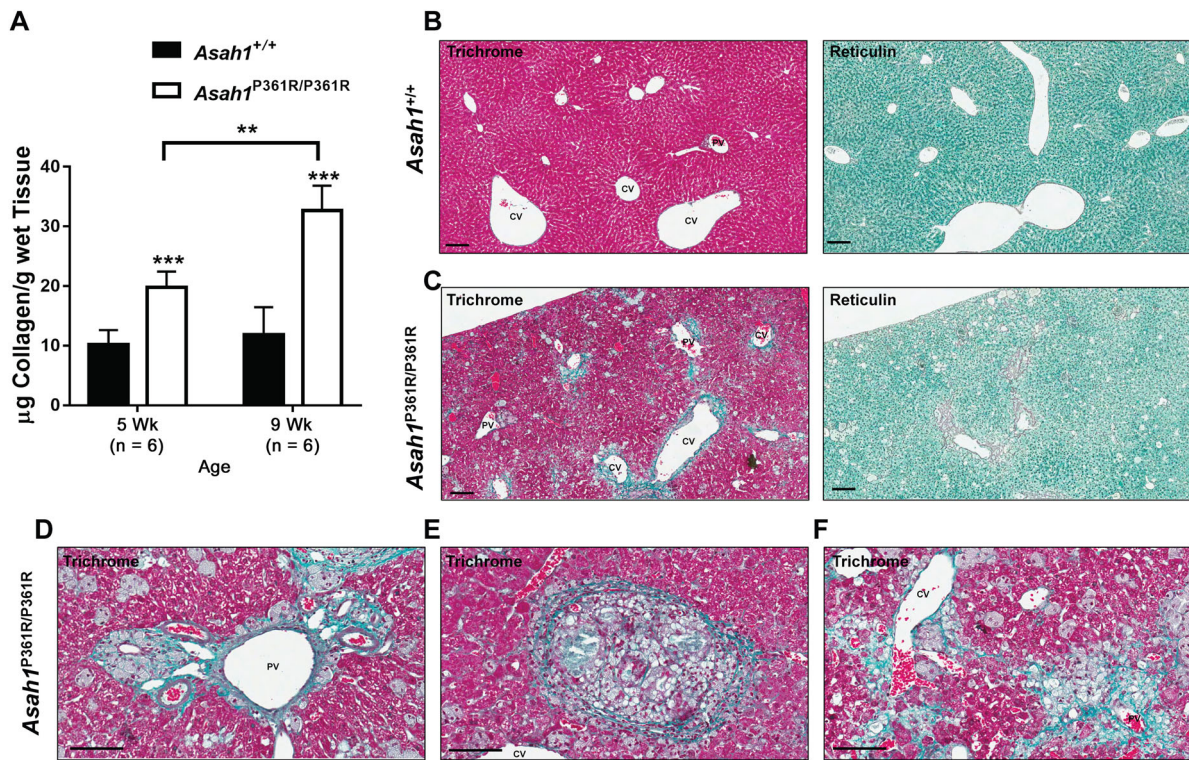 A
Asah1+/+
Asah1P361R/P361R
**
***
***
μg Collagen/g wet Tissue
40
30
20
10
0
5 Wk
(n = 6)
9 Wk
(n = 6)
Age
B
Asah1+/+
Trichrome
PV
CV
CV
CV
Reticulin
C
Asah1P361R/P361R
Trichrome
PV
CV
PV
CV
CV
Reticulin
D
Asah1P361R/P361R
Trichrome
PV
E
Trichrome
CV
F
Trichrome
CV
PV